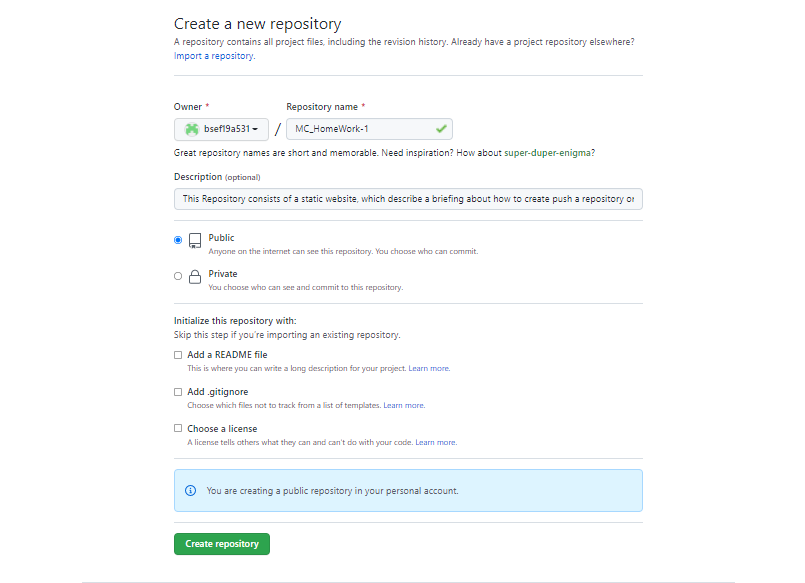 Create a new repository
A repository contains all project files, including the revision history. Already have a project repository elsewhere?
Import a repository.
Owner * Repository name *
bsef19a531 / MC_HomeWork-1
Great repository names are short and memorable. Need inspiration? How about super-duper-enigma?
Description (optional)
This Repository consists of a static website, which describe a briefing about how to create push a repository or
Public
Anyone on the internet can see this repository. You choose who can commit.
Private
You choose who can see and commit to this repository.
Initialize this repository with:
Skip this step if you're importing an existing repository.
Add a README file
This is where you can write a long description for your project. Learn more.
Add .gitignore
Choose which files not to track from a list of templates. Learn more.
Choose a license
A license tells others what they can and can't do with your code. Learn more.
You are creating a public repository in your personal account.
Create repository